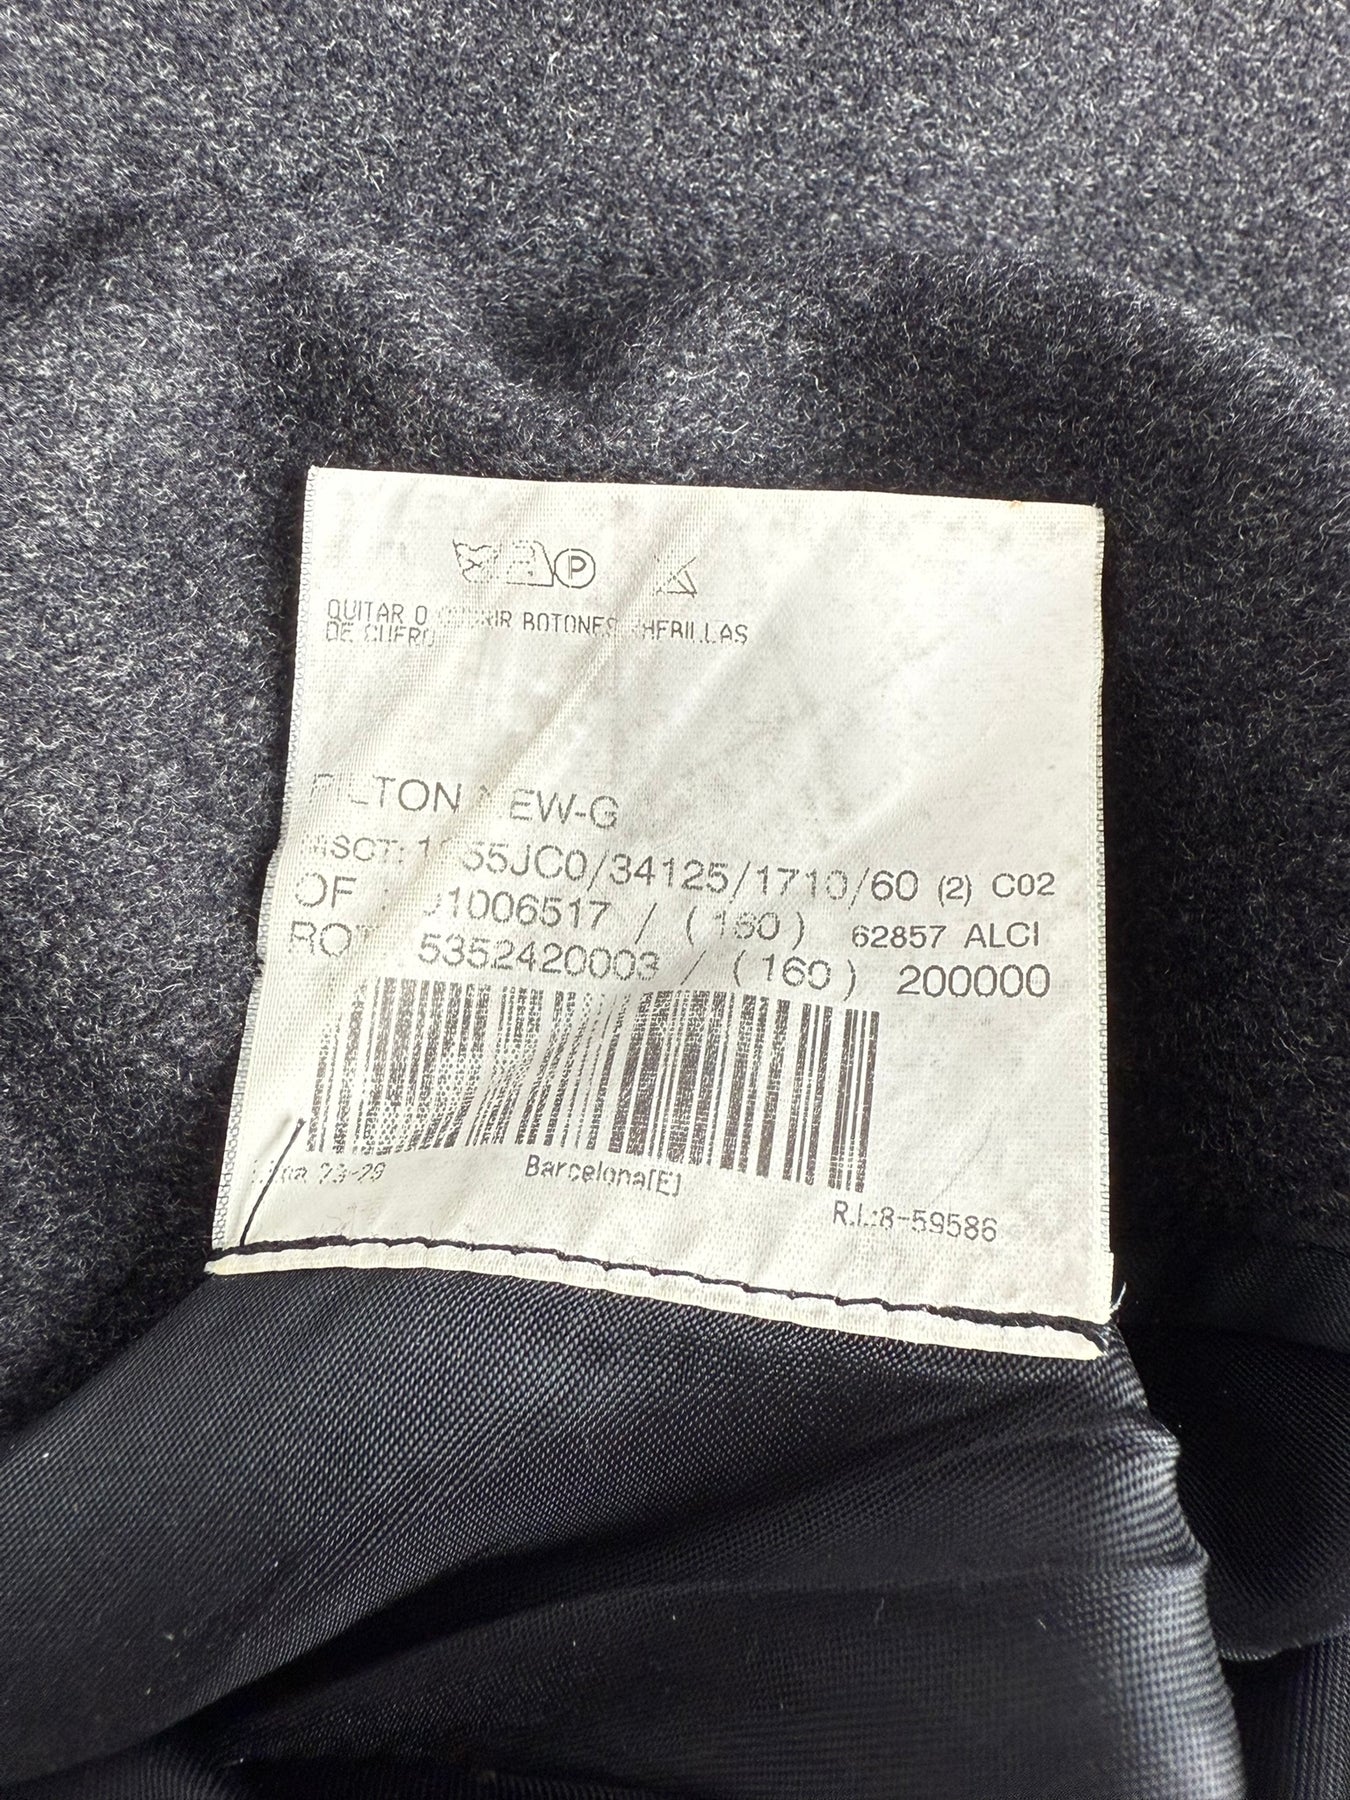 P
QUITAR O CUBRIR BOTONES HEBILLAS
DE CUERO
EW-G
55JC0/34125/1710/60 (2) C02
OF 1006517 / (160) 62857 ALCI
5352420003 / (160) 200000
Barcelona(E)
R.I.:8-59586